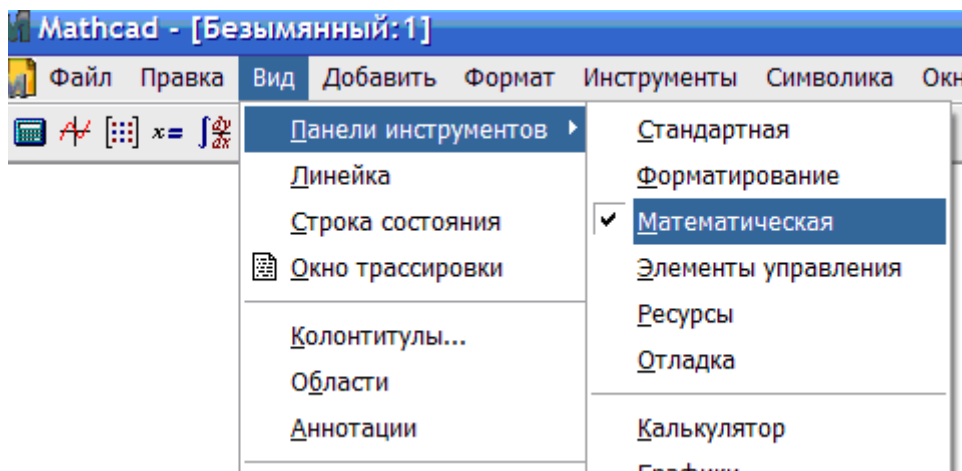 Mathcad - [Безымянный:1]
Файл Правка Вид Добавить Формат Инструменты Символика Окн
x=
Панели инструментов
Линейка
Строка состояния
Окно трассировки
Колонтитулы...
Области
Аннотации
Стандартная
Форматирование
Математическая
Элементы управления
Ресурсы
Отладка
Калькулятор